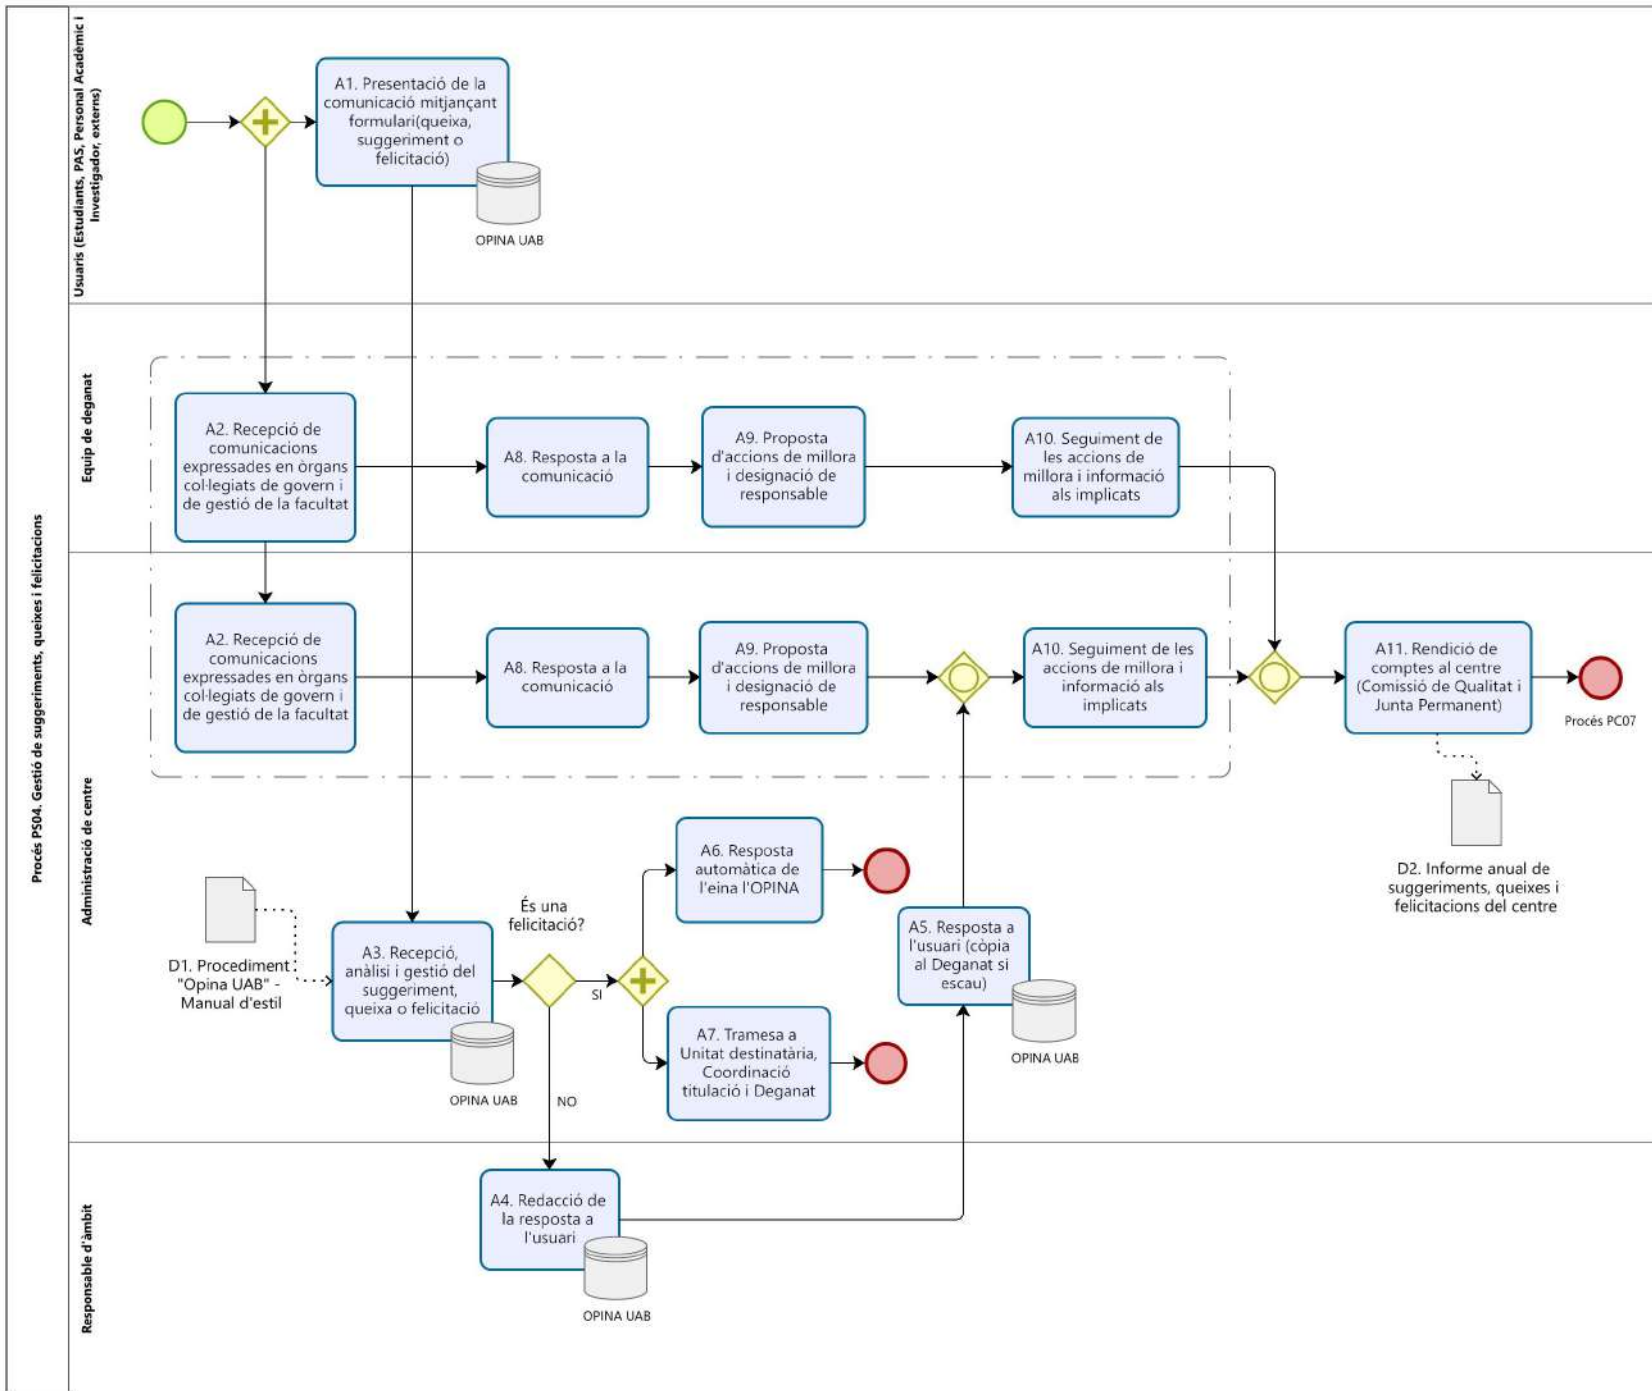 Procés PS04. Gestió de suggeriments, queixes i felicitacions
Usuaris (Estudiants, PAS, Personal Acadèmic i
Investigador, externs)
A1. Presentació de la
comunicació mitjançant
formulari(queixa,
suggeriment o
felicitació)
OPINA UAB
Equip de deganat
A2. Recepció de
comunicacions
expressades en òrgans
col·legiats de govern i
de gestió de la facultat
A8. Resposta a la
comunicació
A9. Proposta
d'accions de millora
i designació de
responsable
A10. Seguiment de
les accions de
millora i informació
als implicats
Administració de centre
A2. Recepció de
comunicacions
expressades en òrgans
col·legiats de govern i
de gestió de la facultat
A8. Resposta a la
comunicació
A9. Proposta
d'accions de millora
i designació de
responsable
A10. Seguiment de les
accions de millora i
informació als
implicats
A11. Rendició de
comptes al centre
(Comissió de Qualitat i
Junta Permanent)
Procés PC07
D2. Informe anual de
suggeriments, queixes i
felicitacions del centre
D1. Procediment
"Opina UAB" -
Manual d'estil
A3. Recepció,
anàlisi i gestió del
suggeriment,
queixa o felicitació
OPINA UAB
És una
felicitació?
SI
NO
A6. Resposta
automàtica de
l'eina l'OPINA
A7. Tramesa a
Unitat destinatària,
Coordinació
titulació i Deganat
A5. Resposta a
l'usuari (còpia
al Deganat si
escau)
OPINA UAB
Responsable d'àmbit
A4. Redacció de
la resposta a
l'usuari
OPINA UAB